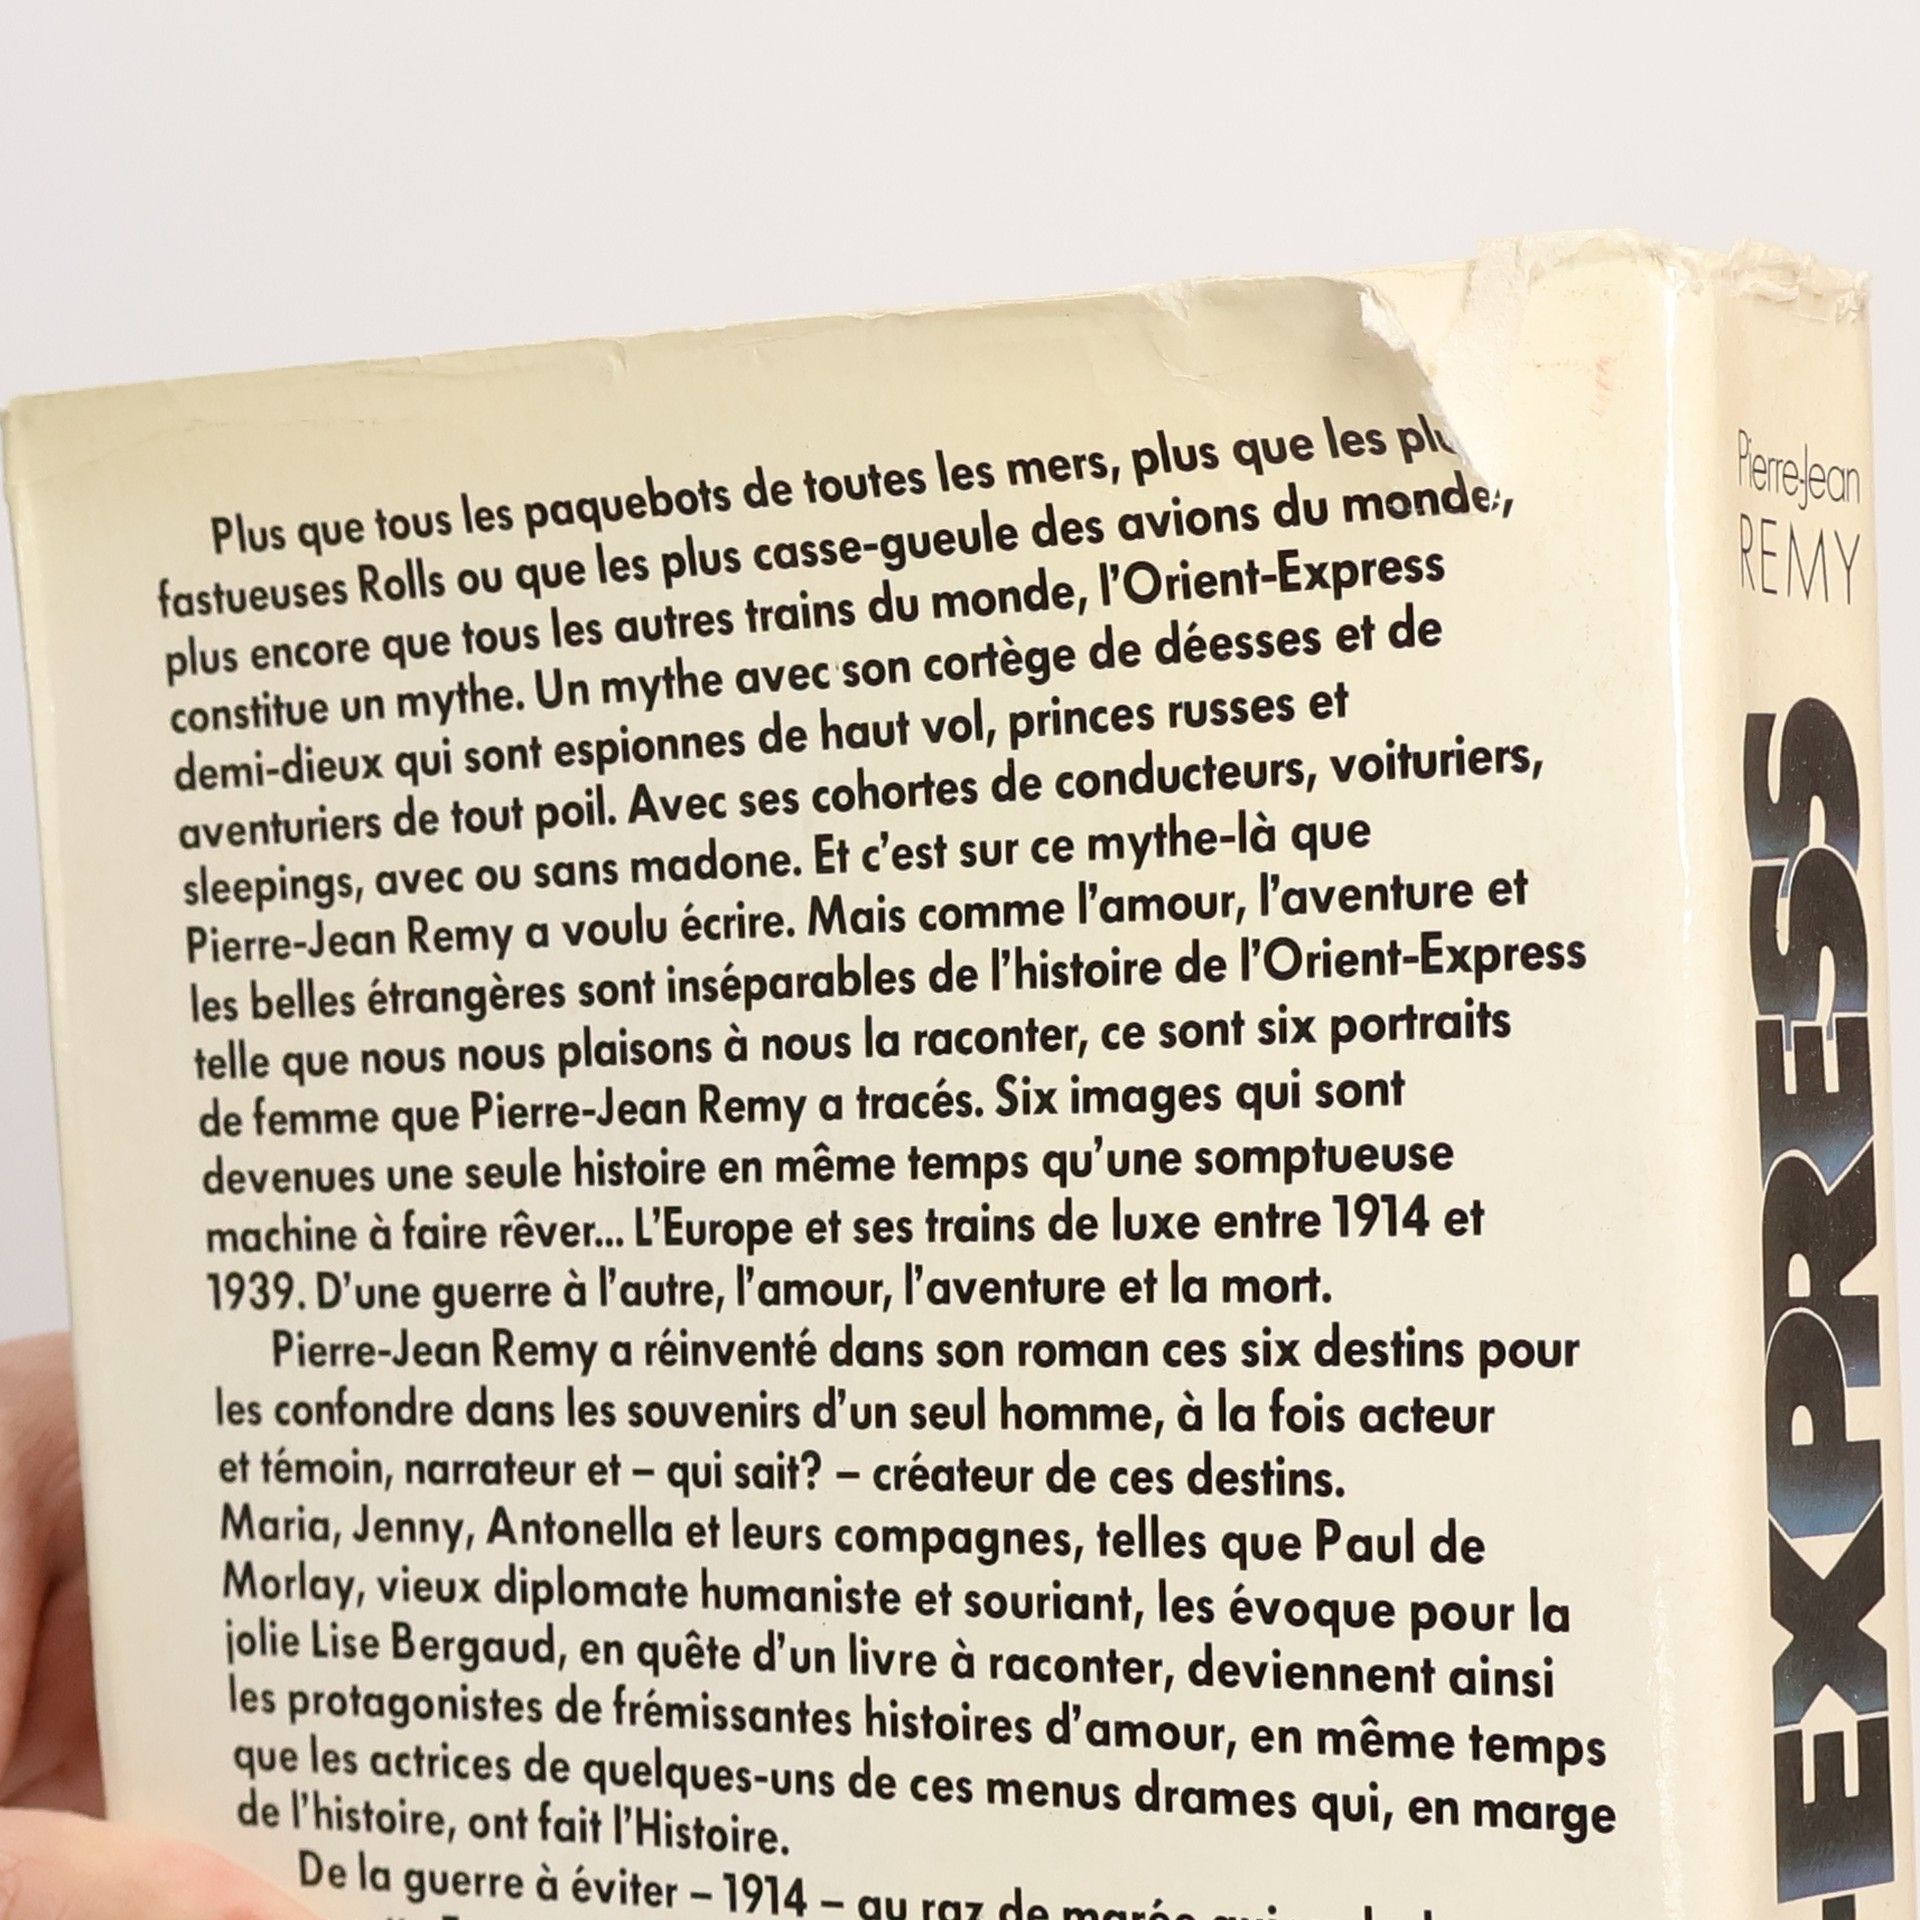 Plus que tous les paquebots de toutes les mers, plus que les
fastueuses Rolls ou que les plus casse-gueule des avions du monde,
plus encore que tous les autres trains du monde, l'Orient-Express
constitue un mythe. Un mythe avec son cortège de déesses et de
demi-dieux qui sont espionnes de haut vol, princes russes et
aventuriers de tout poil. Avec ses cohortes de conducteurs, voituriers,
sleepings, avec ou sans madone. Et c'est sur ce mythe-là que
Pierre-Jean Remy a voulu écrire. Mais comme l'amour, l'aventure et
les belles étrangères sont inséparables de l'histoire de l'Orient-Express
telle que nous nous plaisons à nous la raconter, ce sont six portraits
de femme que Pierre-Jean Remy a tracés. Six images qui sont
devenues une seule histoire en même temps qu'une somptueuse
machine à faire rêver... L'Europe et ses trains de luxe entre 1914 et
1939. D'une guerre à l'autre, l'amour, l'aventure et la mort.
Pierre-Jean Remy a réinventé dans son roman ces six destins pour
les confondre dans les souvenirs d'un seul homme, à la fois acteur
et témoin, narrateur et – qui sait? – créateur de ces destins.
Maria, Jenny, Antonella et leurs compagnes, telles que Paul de
Morlay, vieux diplomate humaniste et souriant, les évoque pour la
jolie Lise Bergaud, en quête d'un livre à raconter, deviennent ainsi
les protagonistes de frémissantes histoires d'amour, en même temps
que les actrices de quelques-uns de ces menus drames qui, en marge
de l'histoire, ont fait l'Histoire.
De la guerre à éviter – 1914 – au raz de
Pierre-Jean
REMY
-EXPRESS